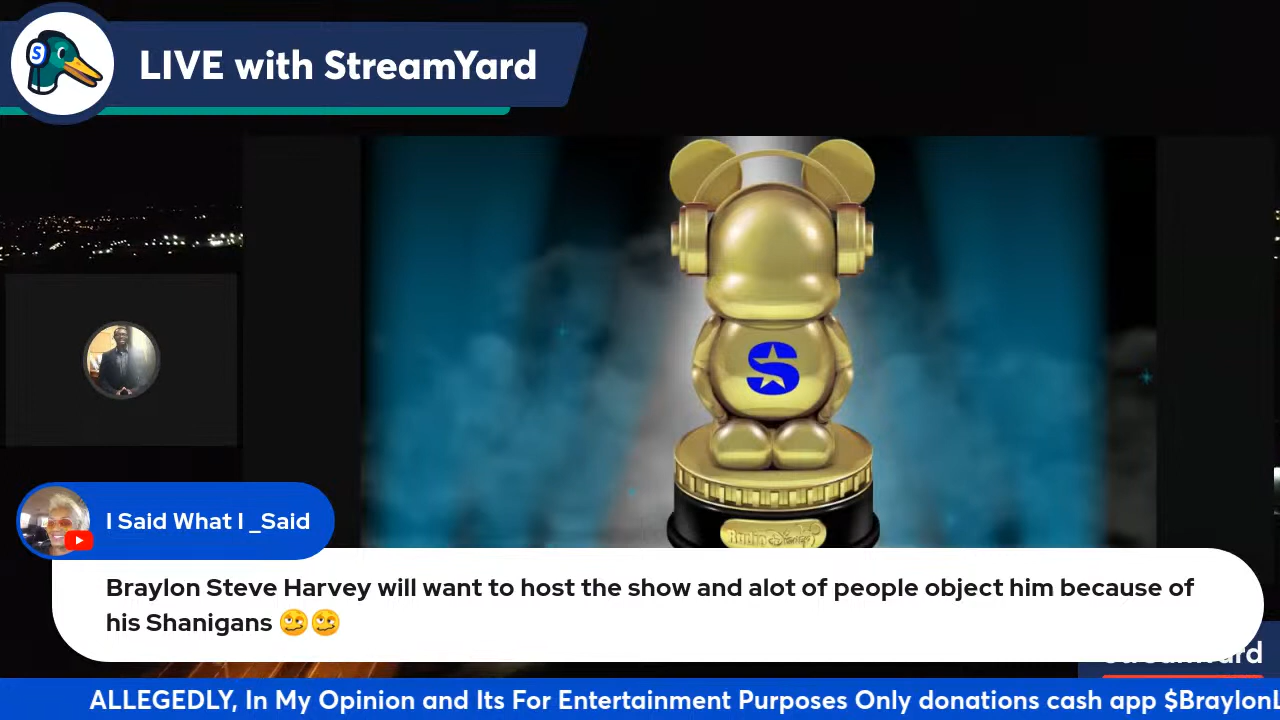 LIVE with StreamYard
S
S
I Said What I _Said
Braylon Steve Harvey will want to host the show and alot of people object him because of
his Shanigans 🥴🥴
ALLEGEDLY, In My Opinion and Its For Entertainment Purposes Only donations cash app $Braylon